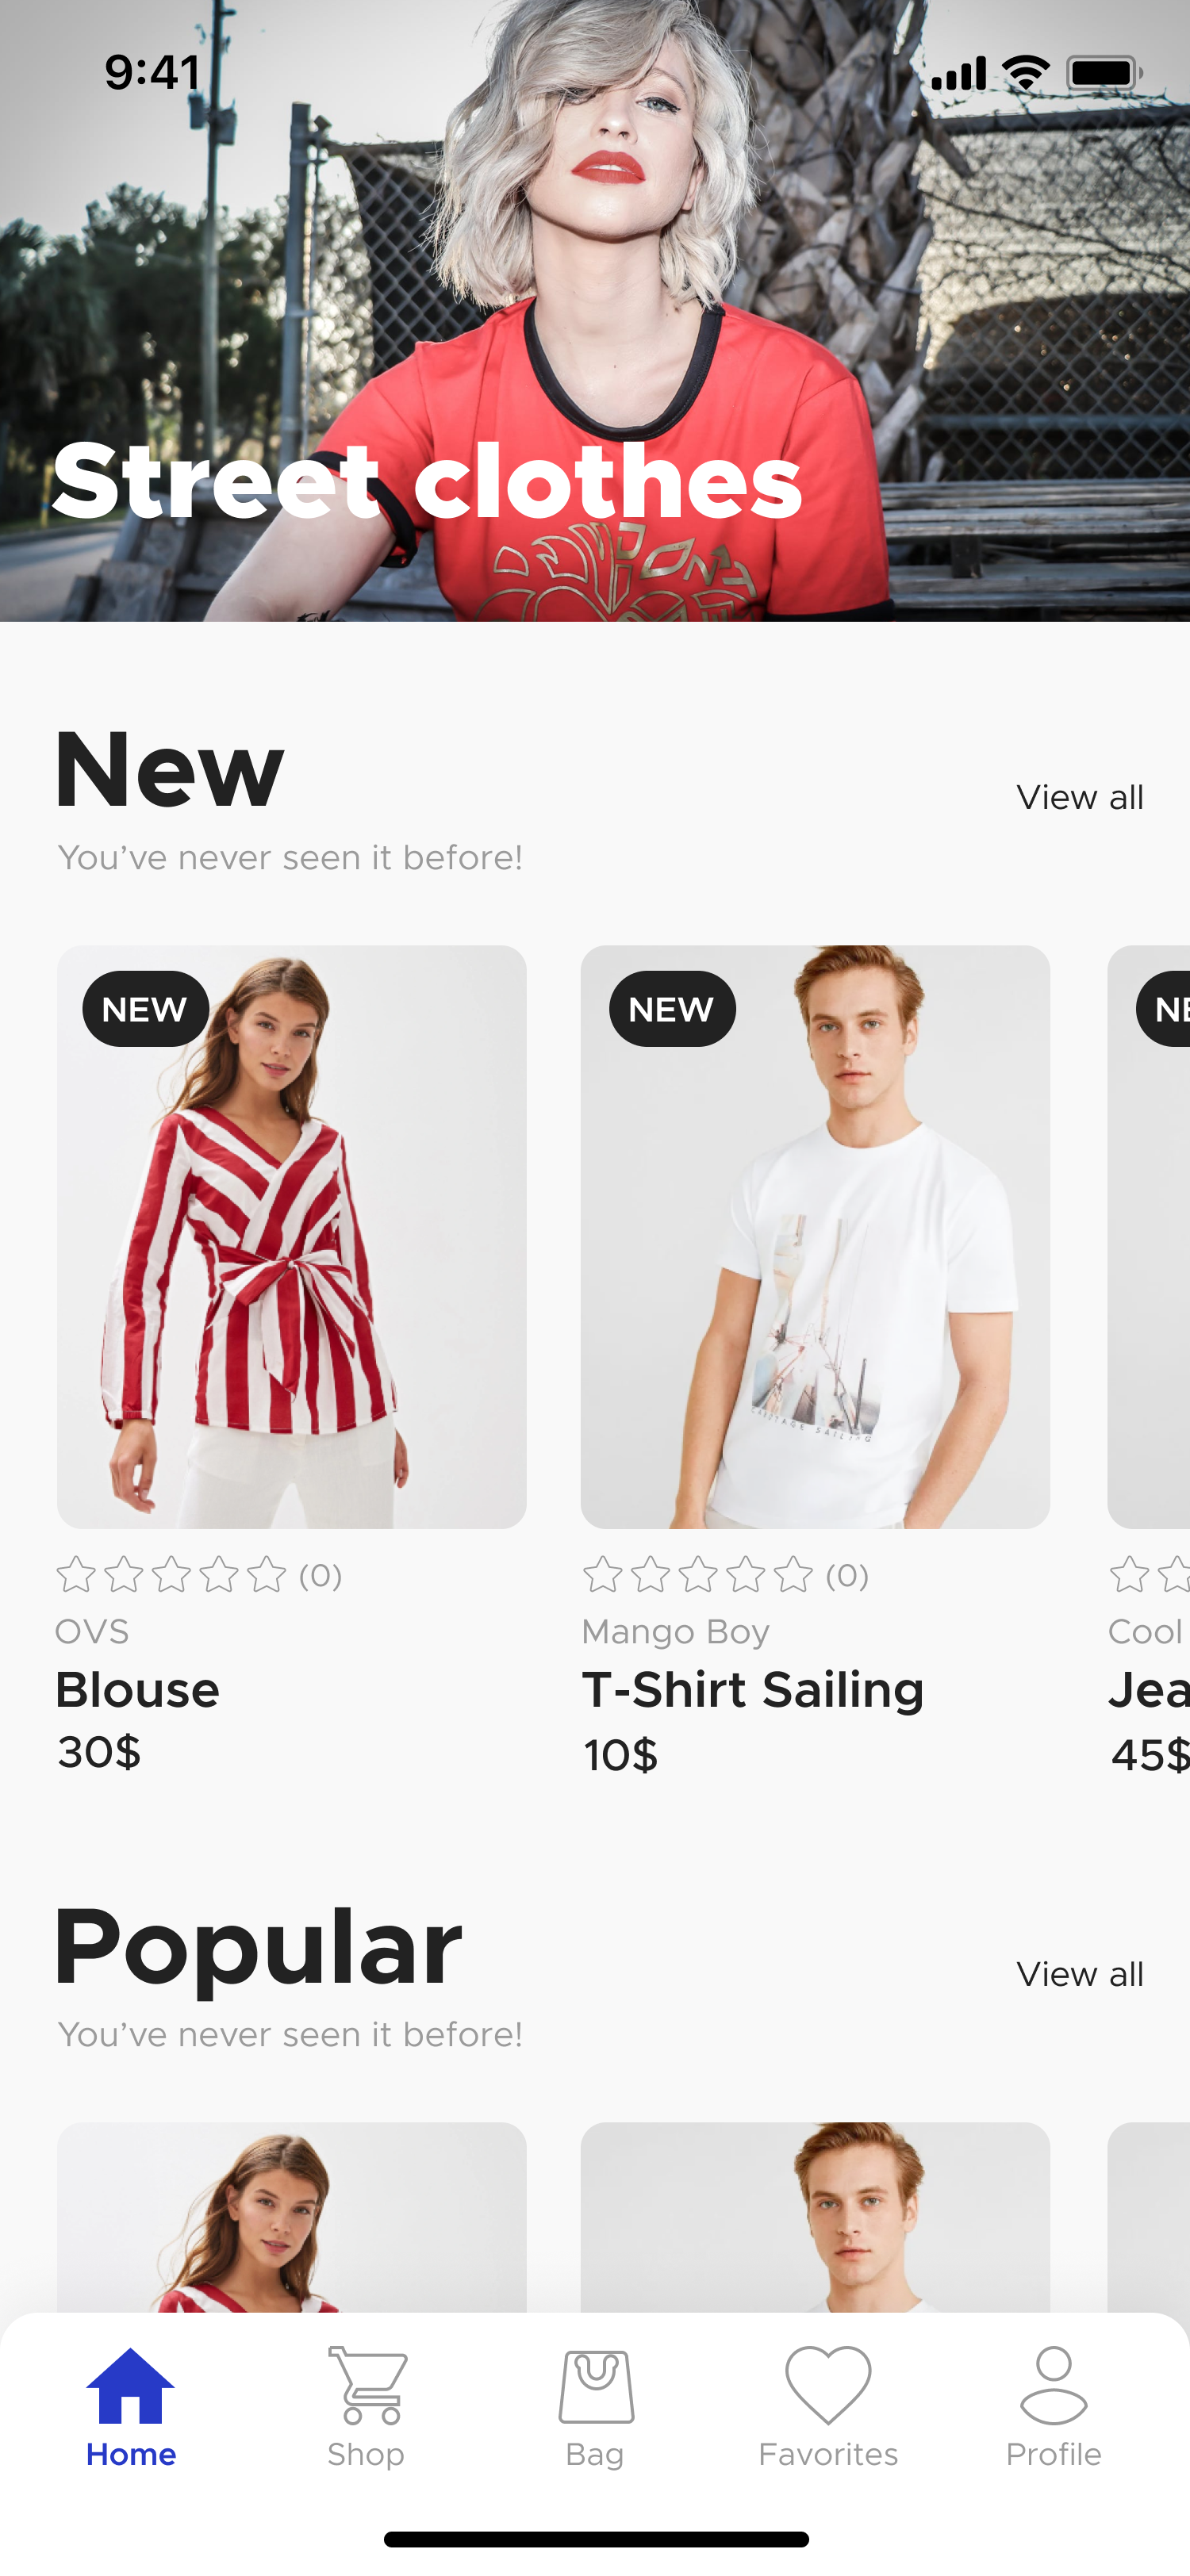 9:41
Street clothes
New
View all
You’ve never seen it before!
NEW
NEW
(0)
(0)
OVS
Mango Boy
Cool
Blouse
T-Shirt Sailing
30$
10$
45$
Popular
View all
You’ve never seen it before!
Home
Shop
Bag
Favorites
Profile